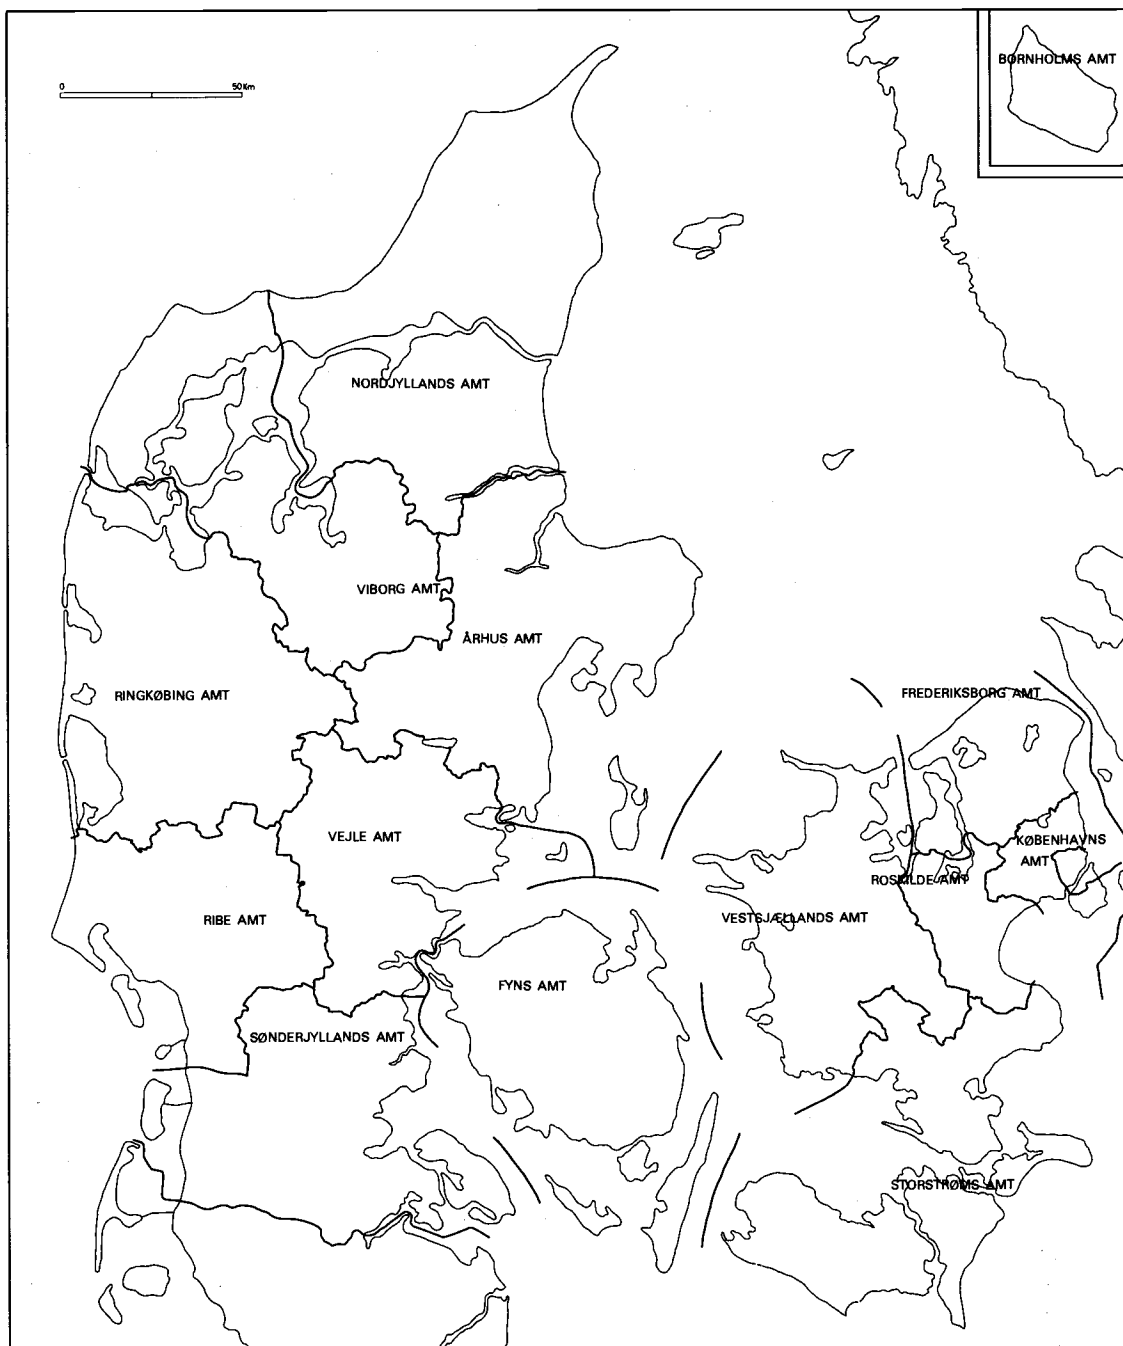 0 50Km
BORNHOLMS AMT
NORDJYLLANDS AMT
VIBORG AMT
ÅRHUS AMT
RINGKØBING AMT
FREDERIKSBORG AMT
VEJLE AMT
KØBENHAVNS
AMT
ROSKILDE AMT
RIBE AMT
VESTSJÆLLANDS AMT
FYNS AMT
SØNDERJYLLANDS AMT
STORSTRØMS AMT